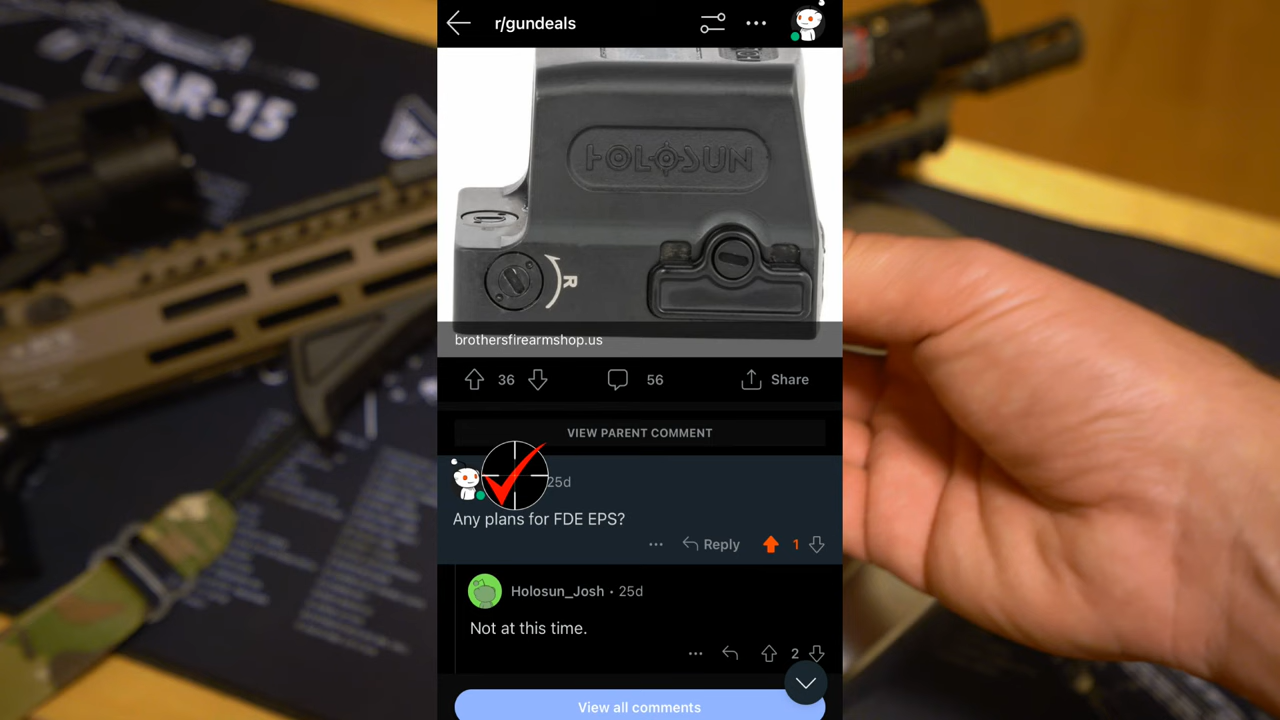 r/gundeals
AR-15
HOLOSUN
R
brothersfirearmshop.us
36
56
Share
VIEW PARENT COMMENT
25d
Any plans for FDE EPS?
Reply
1
Holosun_Josh • 25d
Not at this time.
2
View all comments